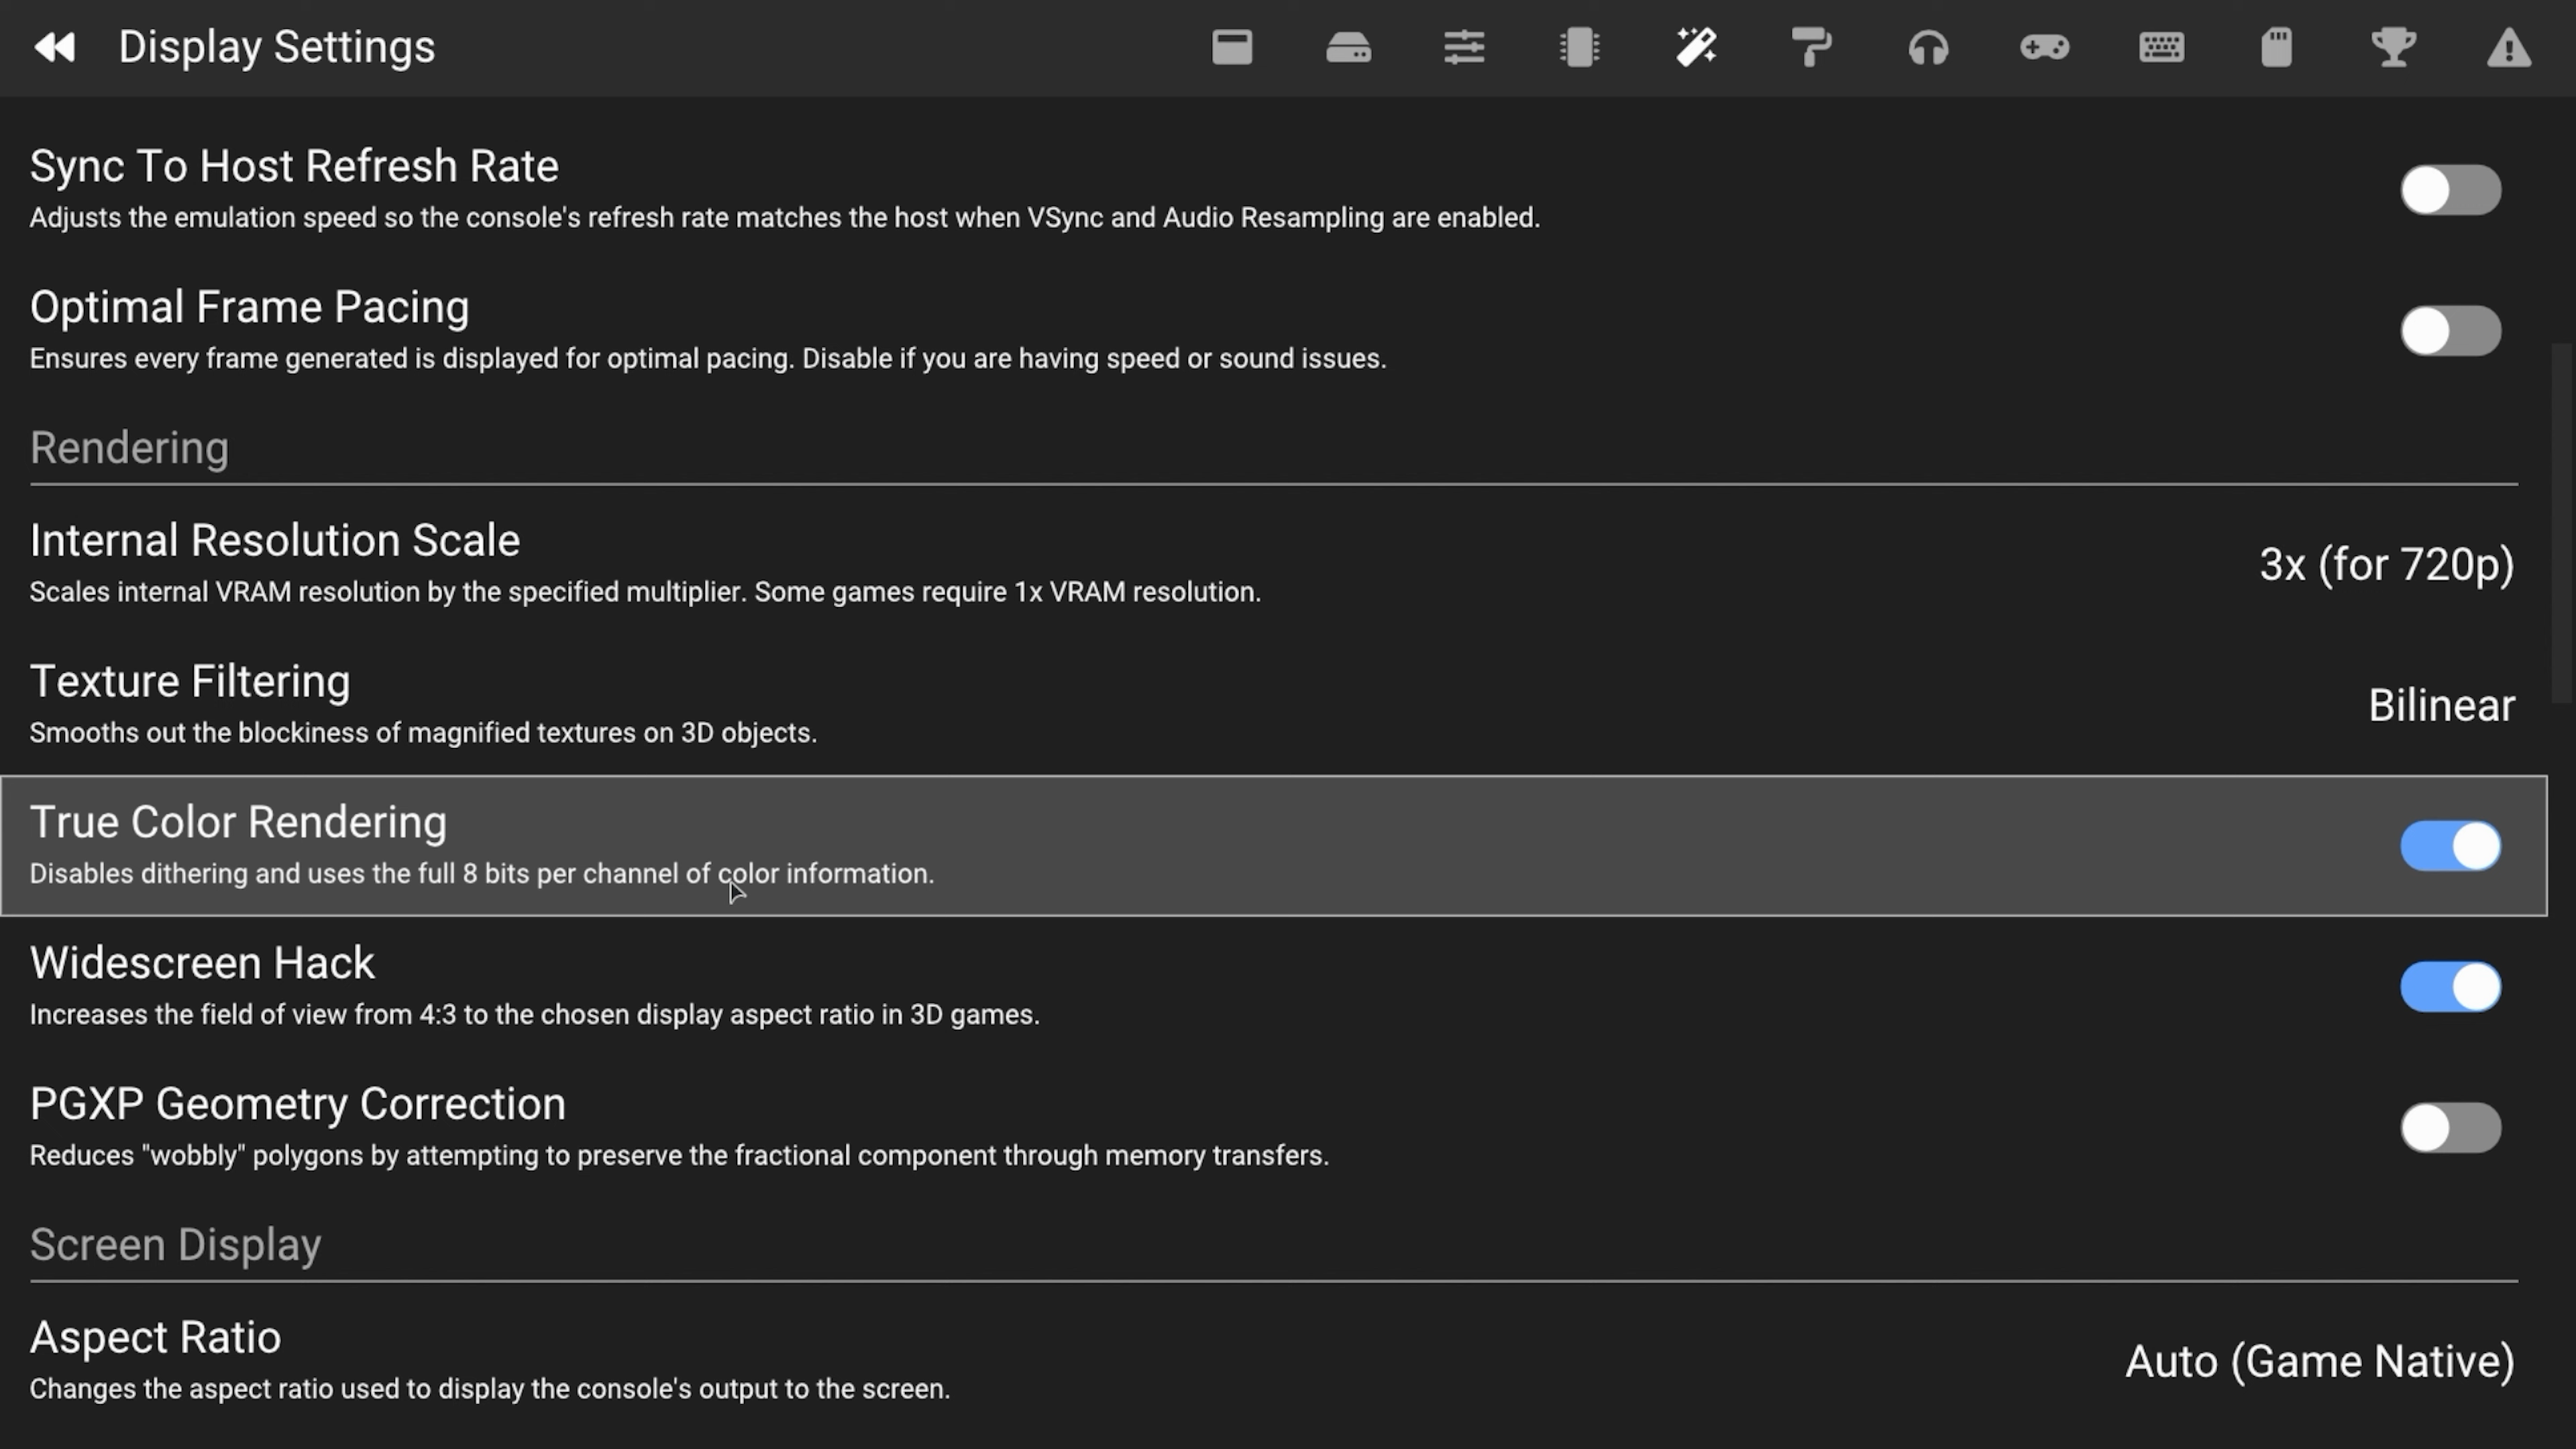 Display Settings
Sync To Host Refresh Rate
Adjusts the emulation speed so the console's refresh rate matches the host when VSync and Audio Resampling are enabled.
Optimal Frame Pacing
Ensures every frame generated is displayed for optimal pacing. Disable if you are having speed or sound issues.
Rendering
Internal Resolution Scale
Scales internal VRAM resolution by the specified multiplier. Some games require 1x VRAM resolution.
3x (for 720p)
Texture Filtering
Smooths out the blockiness of magnified textures on 3D objects.
Bilinear
True Color Rendering
Disables dithering and uses the full 8 bits per channel of color information.
Widescreen Hack
Increases the field of view from 4:3 to the chosen display aspect ratio in 3D games.
PGXP Geometry Correction
Reduces "wobbly" polygons by attempting to preserve the fractional component through memory transfers.
Screen Display
Aspect Ratio
Changes the aspect ratio used to display the console's output to the screen.
Auto (Game Native)